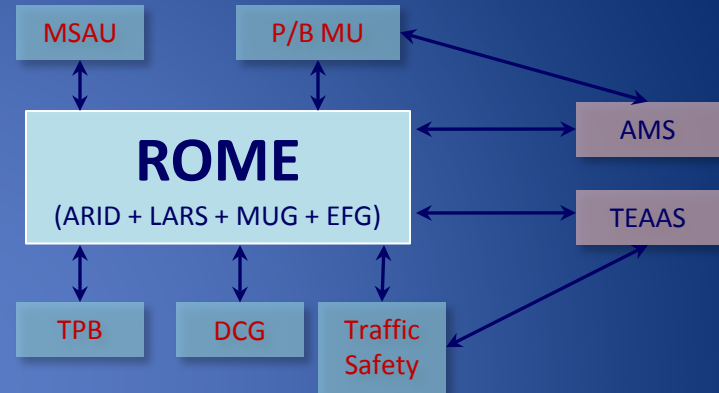 MSAU
P/B MU
AMS
ROME
(ARID + LARS + MUG + EFG)
TEAAS
TPB
DCG
Traffic
Safety